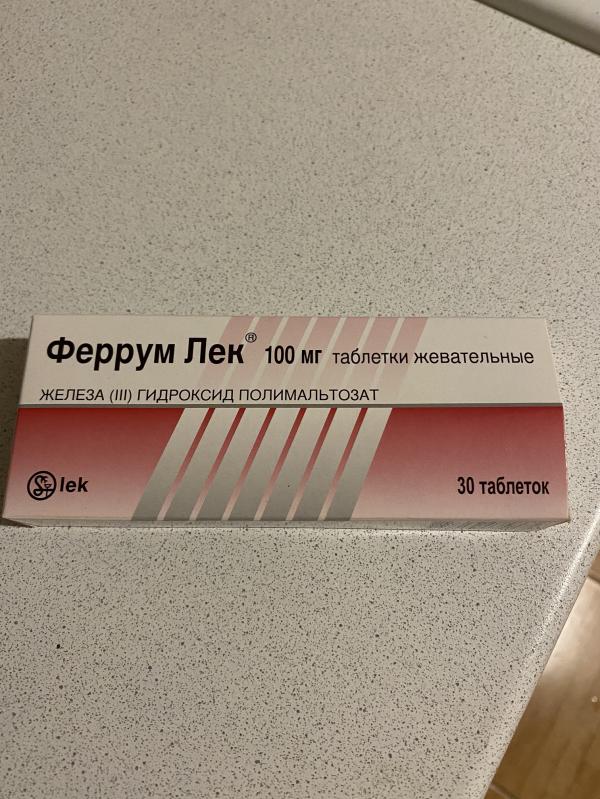 Феррум Лек® 100 мг таблетки жевательные
ЖЕЛЕЗА (III) ГИДРОКСИД ПОЛИМАЛЬТОЗАТ
lek
30 таблеток